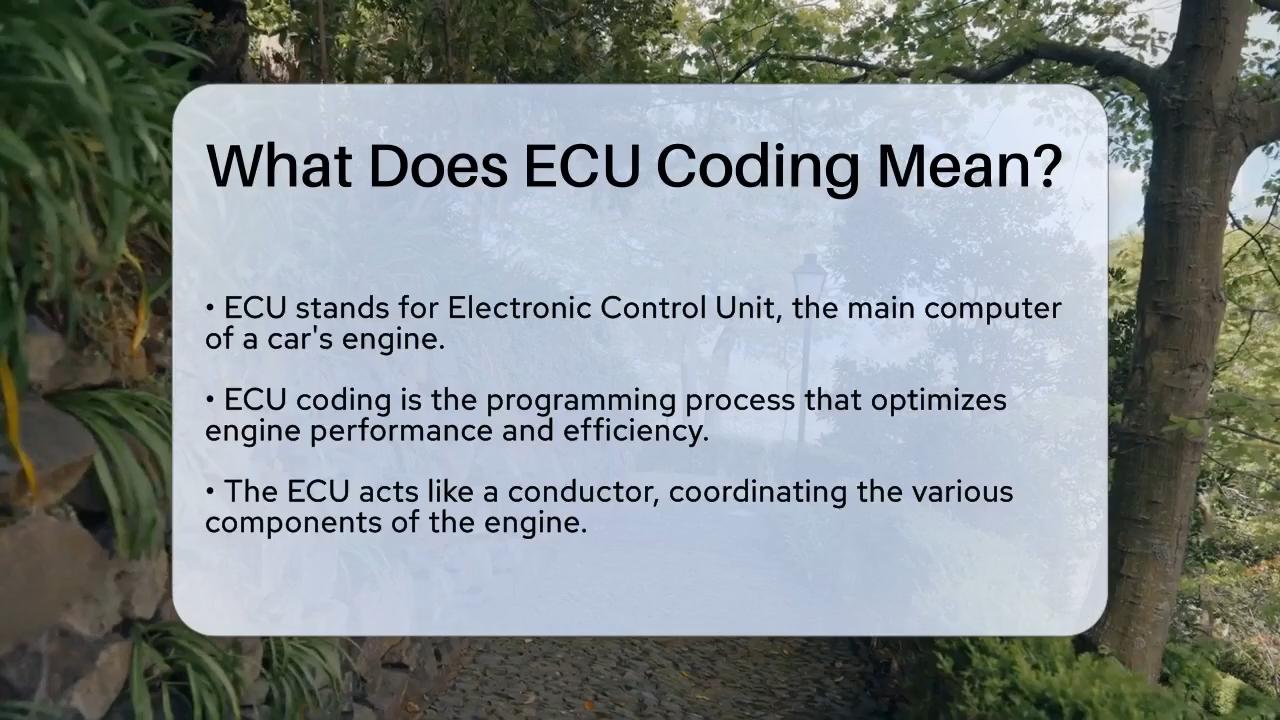 What Does ECU Coding Mean?
• ECU stands for Electronic Control Unit, the main computer
of a car's engine.
• ECU coding is the programming process that optimizes
engine performance and efficiency.
• The ECU acts like a conductor, coordinating the various
components of the engine.